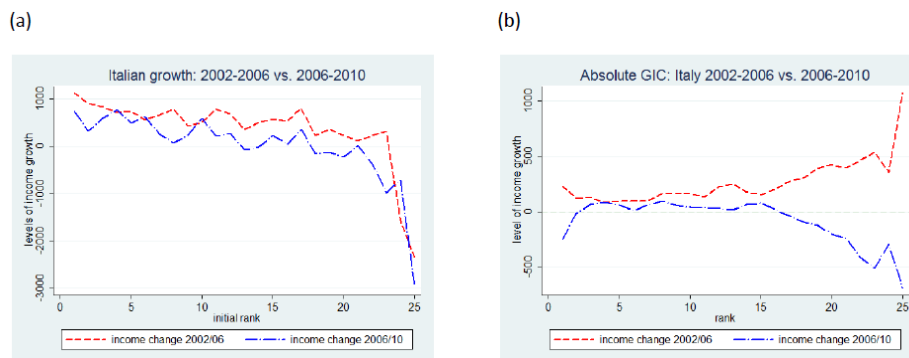 (a)
(b)
Italian growth: 2002-2006 vs. 2006-2010
levels of income growth
1000
0
-1000
-2000
-3000
0 5 10 15 20 25
initial rank
income change 2002/06 income change 2006/10
Absolute GIC: Italy 2002-2006 vs. 2006-2010
level of income growth
1000
500
0
-500
0 5 10 15 20 25
rank
income change 2002/06 income change 2006/10